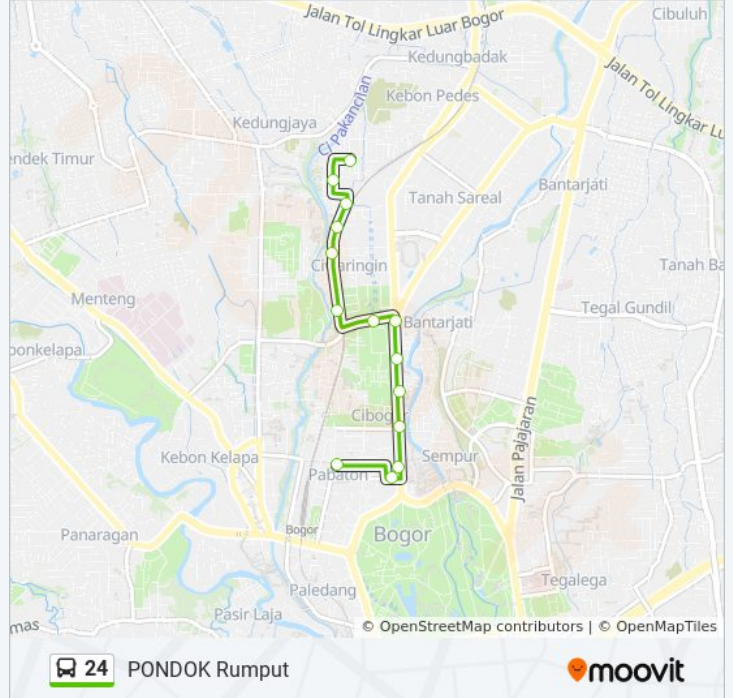 Jalan Tol Lingkar Luar Bogor
Cibuluh
Kedungbadak
Jalan Tol Lingkar Lu
Kebon Pedes
Kedungjaya
Ci Pakancilan
endek Timur
Bantarjati
Tanah Sareal
Tanah Ba
Menteng
Tegal Gundil
Bantarjati
bonkelapa
Jalan Pajajaran
Kebon Kelapa
Sempur
Pabaton
Bogor
Panaragan
Bogor
Tegalega
Paledang
Pasir Laja
mas
© OpenStreetMap contributors | © OpenMapTiles
24 PONDOK Rumput
moovit